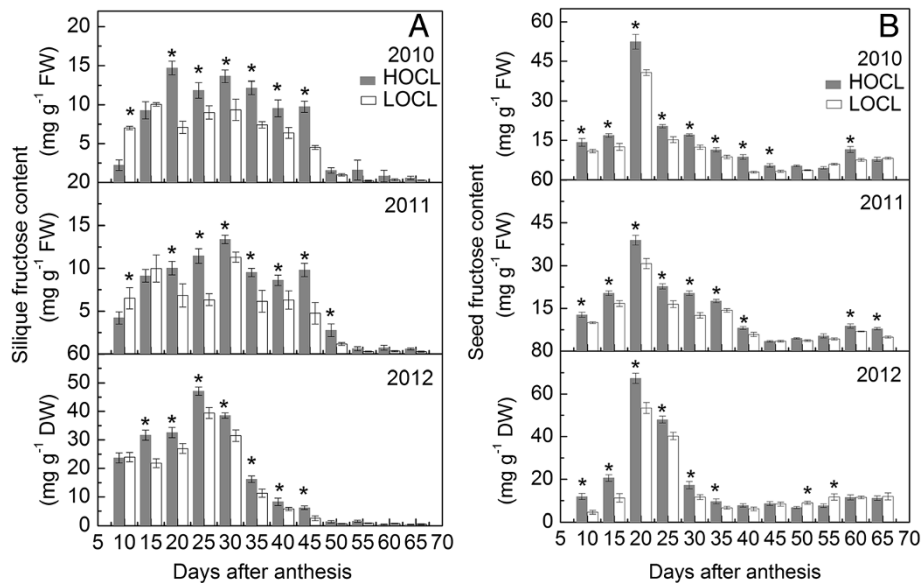 A
20
15
10
5
20
15
10
5
60
50
40
30
20
10
0
Silique fructose content
(mg g⁻¹ FW)
(mg g⁻¹ FW)
(mg g⁻¹ DW)
2010
HOCL
LOCL
* * * * * * * *
2011
* * * * * * * *
2012
* * * * * * * *
5 10 15 20 25 30 35 40 45 50 55 60 65 70
Days after anthesis
B
60
45
30
15
60
45
30
15
80
60
40
20
0
Seed fructose content
(mg g⁻¹ FW)
(mg g⁻¹ FW)
(mg g⁻¹ DW)
2010
HOCL
LOCL
* * * * * * * * *
2011
* * * * * * * * *
2012
* * * * * * * *
5 10 15 20 25 30 35 40 45 50 55 60 65 70
Days after anthesis